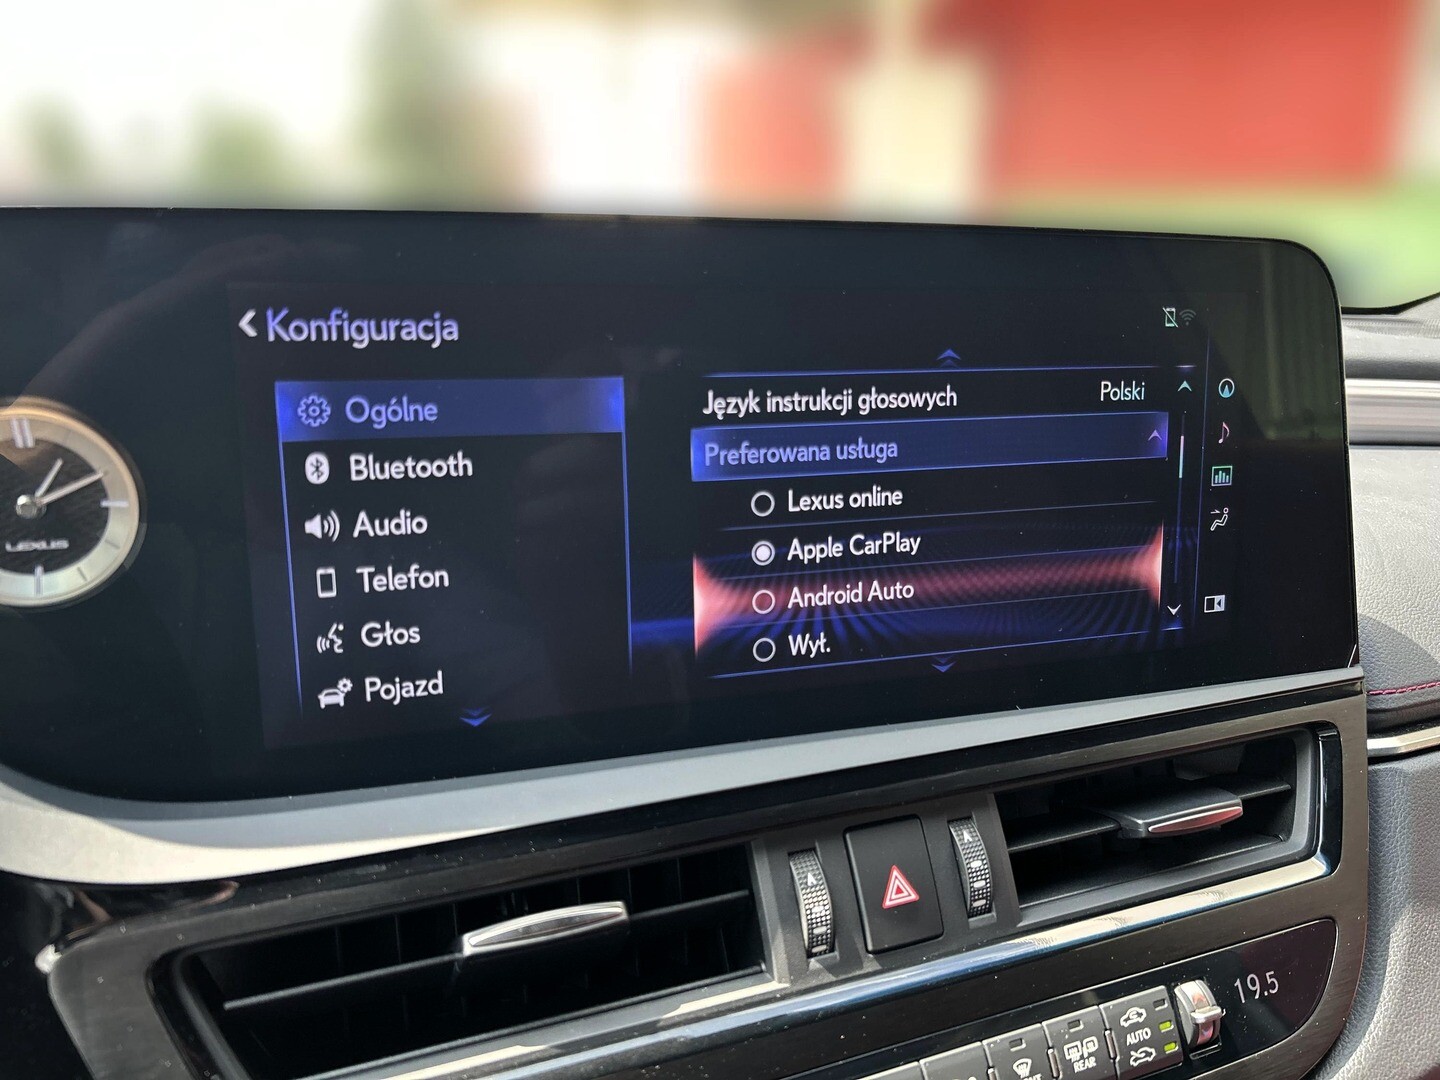 Konfiguracja
Ogólne
Bluetooth
Audio
Telefon
Głos
Pojazd
Język instrukcji głosowych Polski
Preferowana usługa
Lexus online
Apple CarPlay
Android Auto
Wył.
LEXUS
19.5
AUTO
REAR